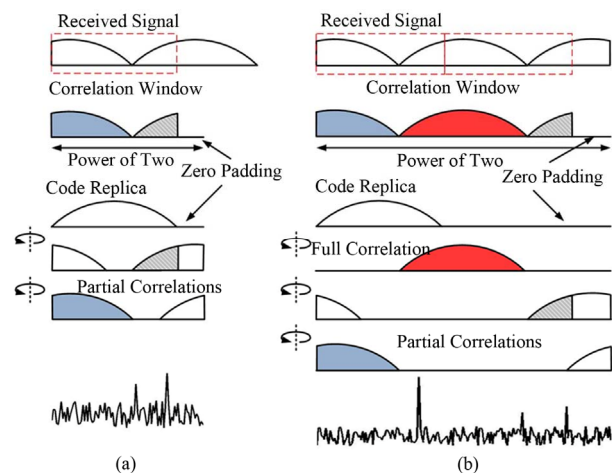 Received Signal
Correlation Window
Power of Two
Zero Padding
Code Replica
Partial Correlations
(a)
Received Signal
Correlation Window
Power of Two
Zero Padding
Code Replica
Full Correlation
Partial Correlations
(b)